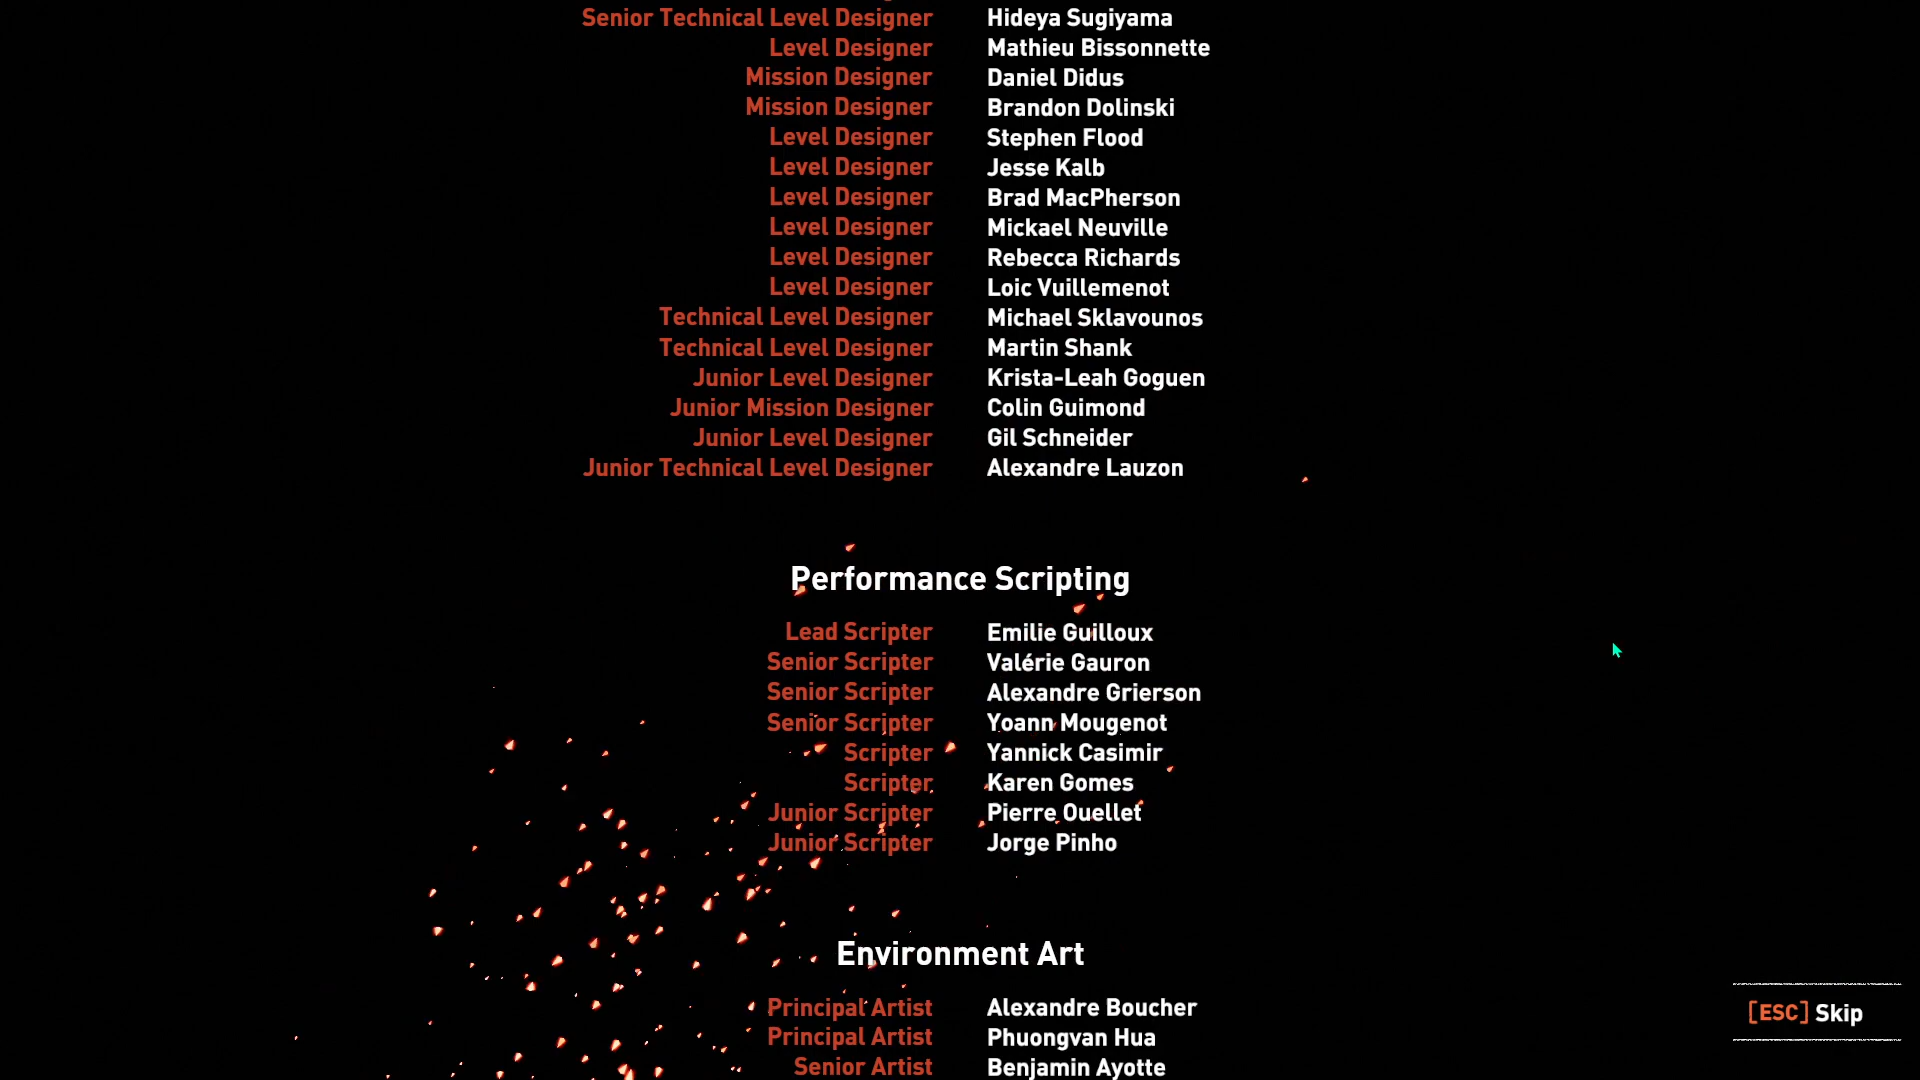 Senior Technical Level Designer Hideya Sugiyama
Level Designer Mathieu Bissonnette
Mission Designer Daniel Didus
Mission Designer Brandon Dolinski
Level Designer Stephen Flood
Level Designer Jesse Kalb
Level Designer Brad MacPherson
Level Designer Mickael Neuville
Level Designer Rebecca Richards
Level Designer Loic Vuillemenot
Technical Level Designer Michael Sklavounos
Technical Level Designer Martin Shank
Junior Level Designer Krista-Leah Goguen
Junior Mission Designer Colin Guimond
Junior Level Designer Gil Schneider
Junior Technical Level Designer Alexandre Lauzon
Performance Scripting
Lead Scripter Emilie Guilloux
Senior Scripter Valérie Gauron
Senior Scripter Alexandre Grierson
Senior Scripter Yoann Mougenot
Scripter Yannick Casimir
Scripter Karen Gomes
Junior Scripter Pierre Ouellet
Junior Scripter Jorge Pinho
Environment Art
Principal Artist Alexandre Boucher
Principal Artist Phuongvan Hua
Senior Artist Benjamin Ayotte
[ESC] Skip